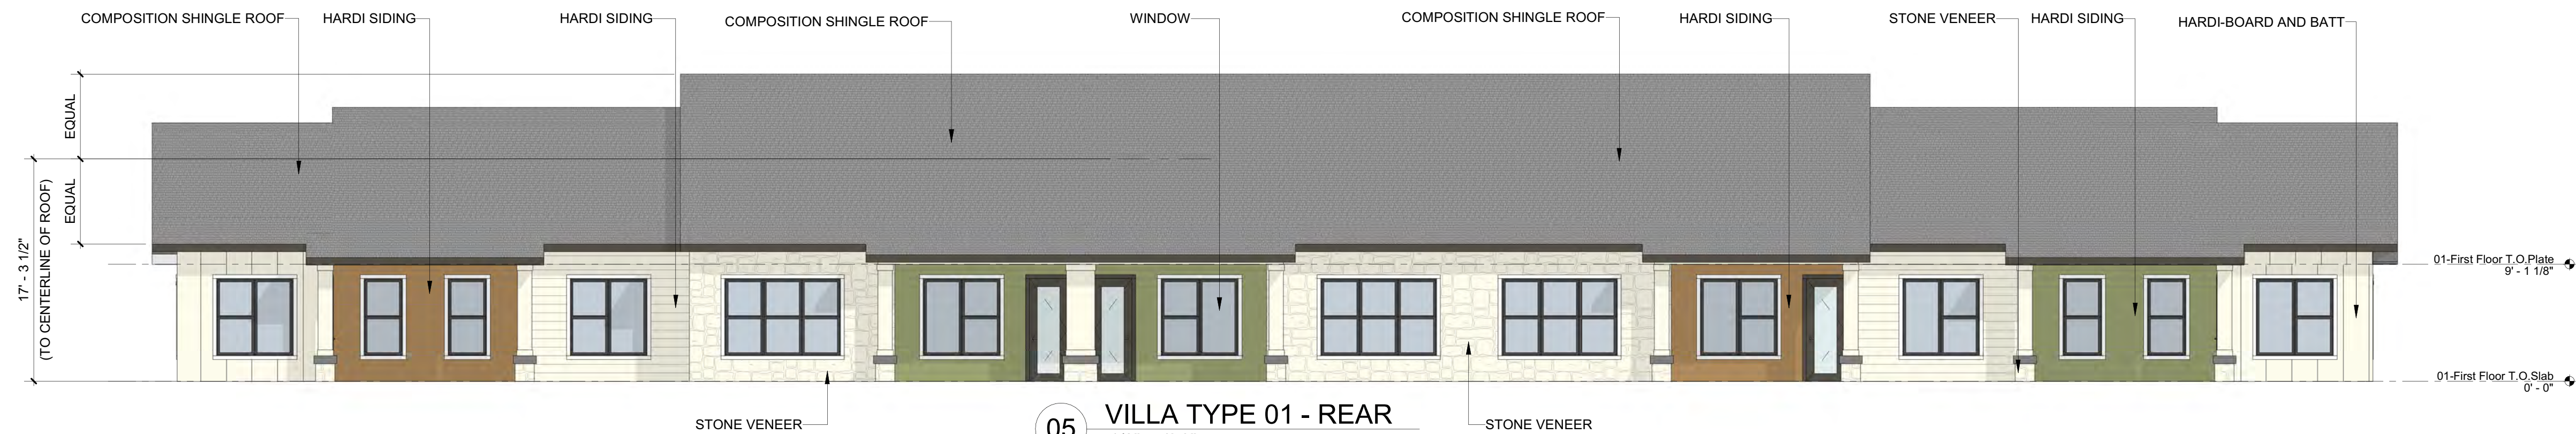 COMPOSITION SHINGLE ROOF
HARDI SIDING
HARDI SIDING
COMPOSITION SHINGLE ROOF
WINDOW
COMPOSITION SHINGLE ROOF
HARDI SIDING
STONE VENEER
HARDI SIDING
HARDI-BOARD AND BATT
EQUAL
EQUAL
17' - 3 1/2"
(TO CENTERLINE OF ROOF)
01-First Floor T.O.Plate
9' - 1 1/8"
01-First Floor T.O.Slab
0' - 0"
STONE VENEER
STONE VENEER
05
VILLA TYPE 01 - REAR